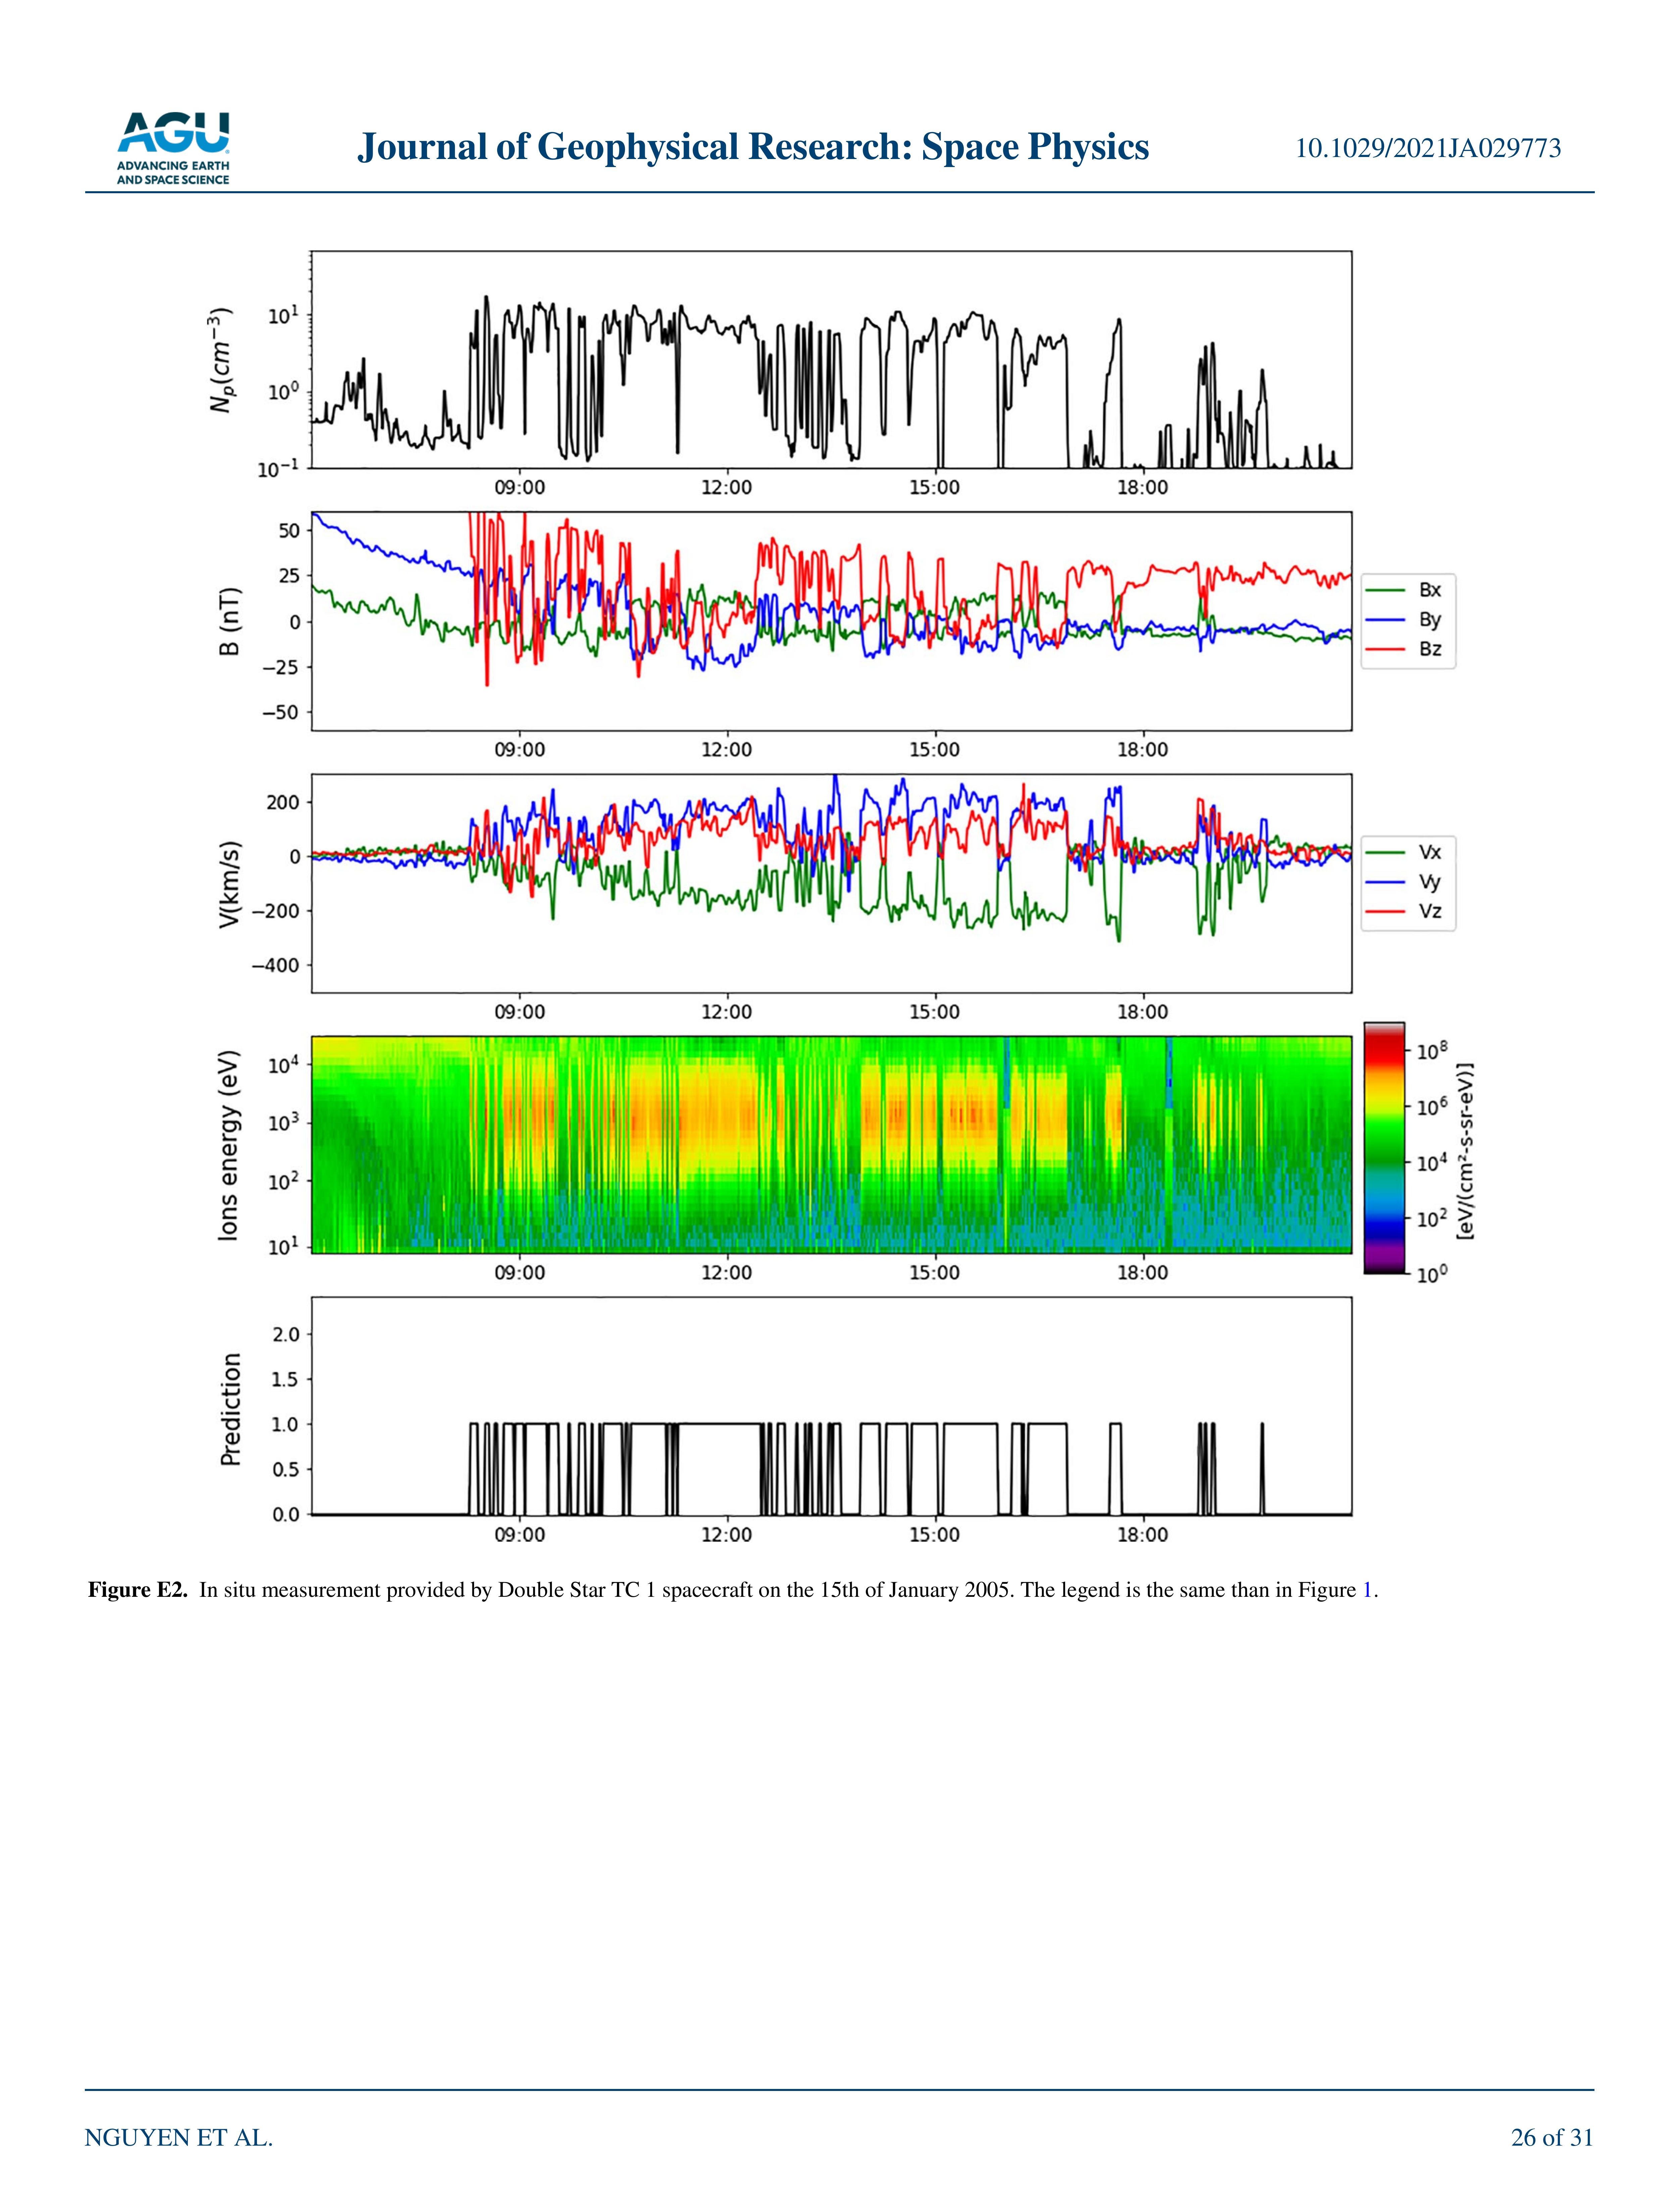 AGU
ADVANCING EARTH
AND SPACE SCIENCE
Journal of Geophysical Research: Space Physics
10.1029/2021JA029773
Nₚ(cm⁻³)
10¹
10⁰
10⁻¹
09:00 12:00 15:00 18:00
B (nT)
50
25
0
−25
−50
Bx
By
Bz
09:00 12:00 15:00 18:00
V(km/s)
200
0
−200
−400
Vx
Vy
Vz
09:00 12:00 15:00 18:00
Ions energy (eV)
10⁴
10³
10²
10¹
10⁸
10⁶
10⁴
10²
10⁰
[eV/(cm²-s-sr-eV)]
09:00 12:00 15:00 18:00
Prediction
2.0
1.5
1.0
0.5
0.0
09:00 12:00 15:00 18:00
Figure E2. In situ measurement provided by Double Star TC 1 spacecraft on the 15th of January 2005. The legend is the same than in Figure 1.
NGUYEN ET AL.
26 of 31